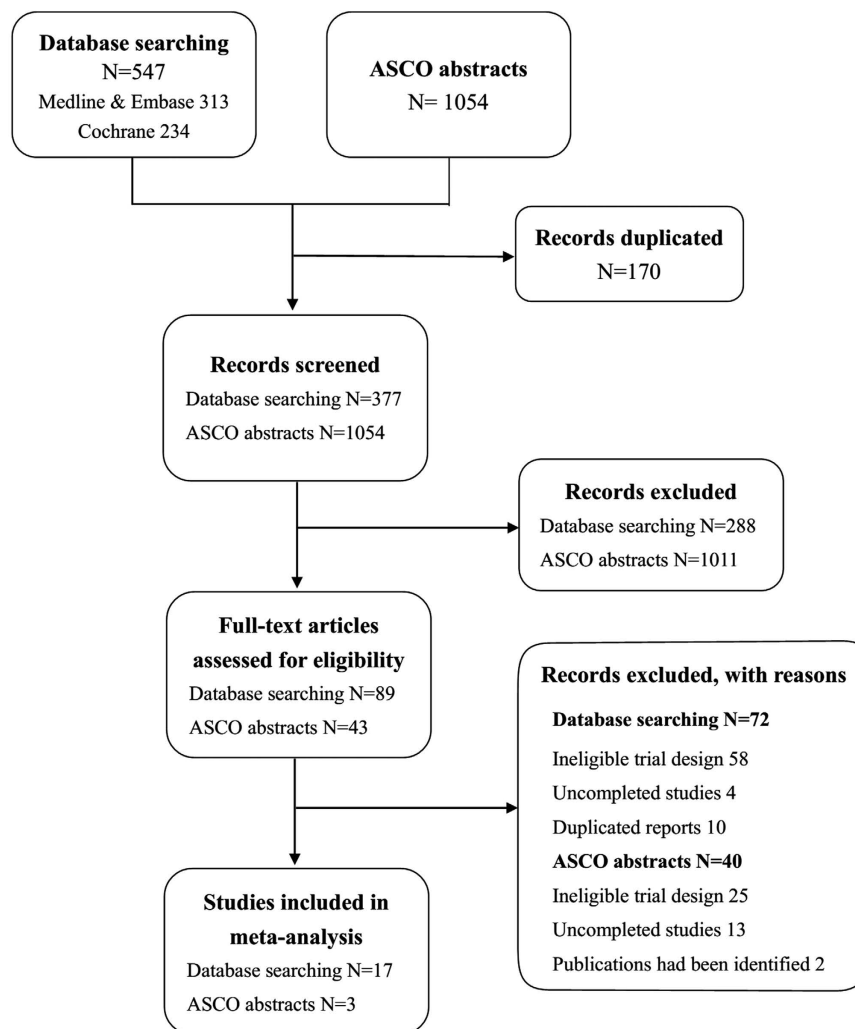 Database searching
N=547
Medline & Embase 313
Cochrane 234
ASCO abstracts
N= 1054
Records duplicated
N=170
Records screened
Database searching N=377
ASCO abstracts N=1054
Records excluded
Database searching N=288
ASCO abstracts N=1011
Full-text articles
assessed for eligibility
Database searching N=89
ASCO abstracts N=43
Records excluded, with reasons
Database searching N=72
Ineligible trial design 58
Uncompleted studies 4
Duplicated reports 10
ASCO abstracts N=40
Ineligible trial design 25
Uncompleted studies 13
Publications had been identified 2
Studies included in
meta-analysis
Database searching N=17
ASCO abstracts N=3